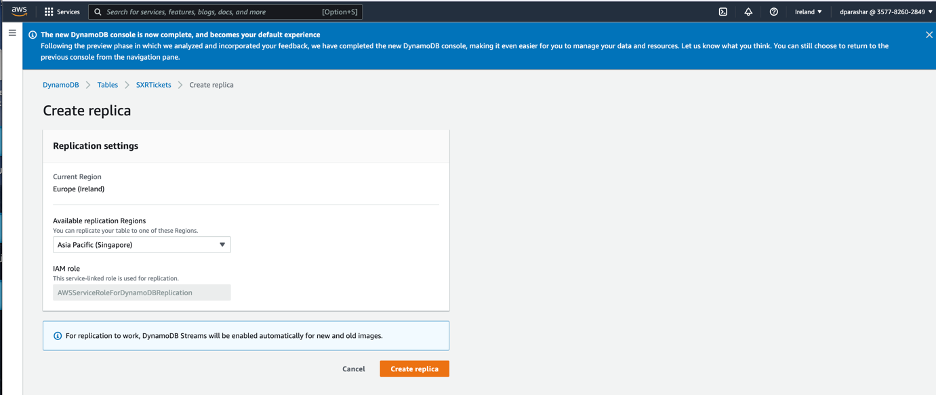 aws Services Search for services, features, blogs, docs, and more [Option+S] Ireland dparashar @ 3577-8260-2849
The new DynamoDB console is now complete, and becomes your default experience
Following the preview phase in which we analyzed and incorporated your feedback, we have completed the new DynamoDB console, making it even easier for you to manage your data and resources. Let us know what you think. You can still choose to return to the
previous console from the navigation pane.
DynamoDB Tables SXRTickets Create replica
Create replica
Replication settings
Current Region
Europe (Ireland)
Available replication Regions
You can replicate your table to one of these Regions.
Asia Pacific (Singapore)
IAM role
This service-linked role is used for replication.
AWSServiceRoleForDynamoDBReplication
For replication to work, DynamoDB Streams will be enabled automatically for new and old images.
Cancel Create replica